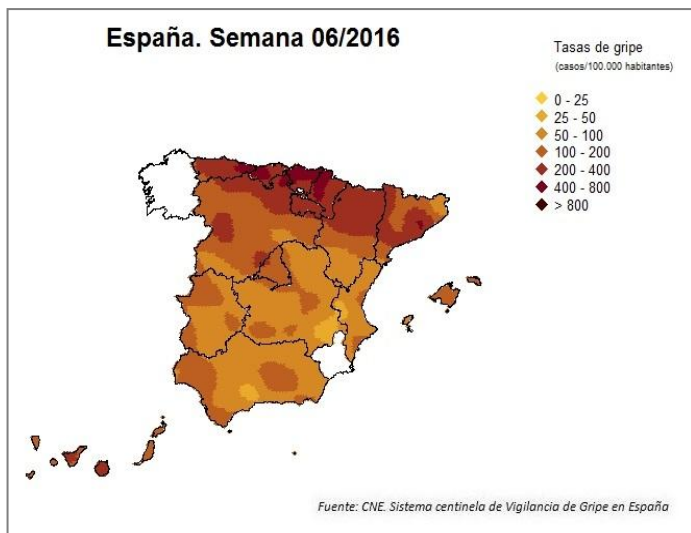 España. Semana 06/2016
Tasas de gripe
(casos/100.000 habitantes)
0 - 25
25 - 50
50 - 100
100 - 200
200 - 400
400 - 800
> 800
Fuente: CNE. Sistema centinela de Vigilancia de Gripe en España